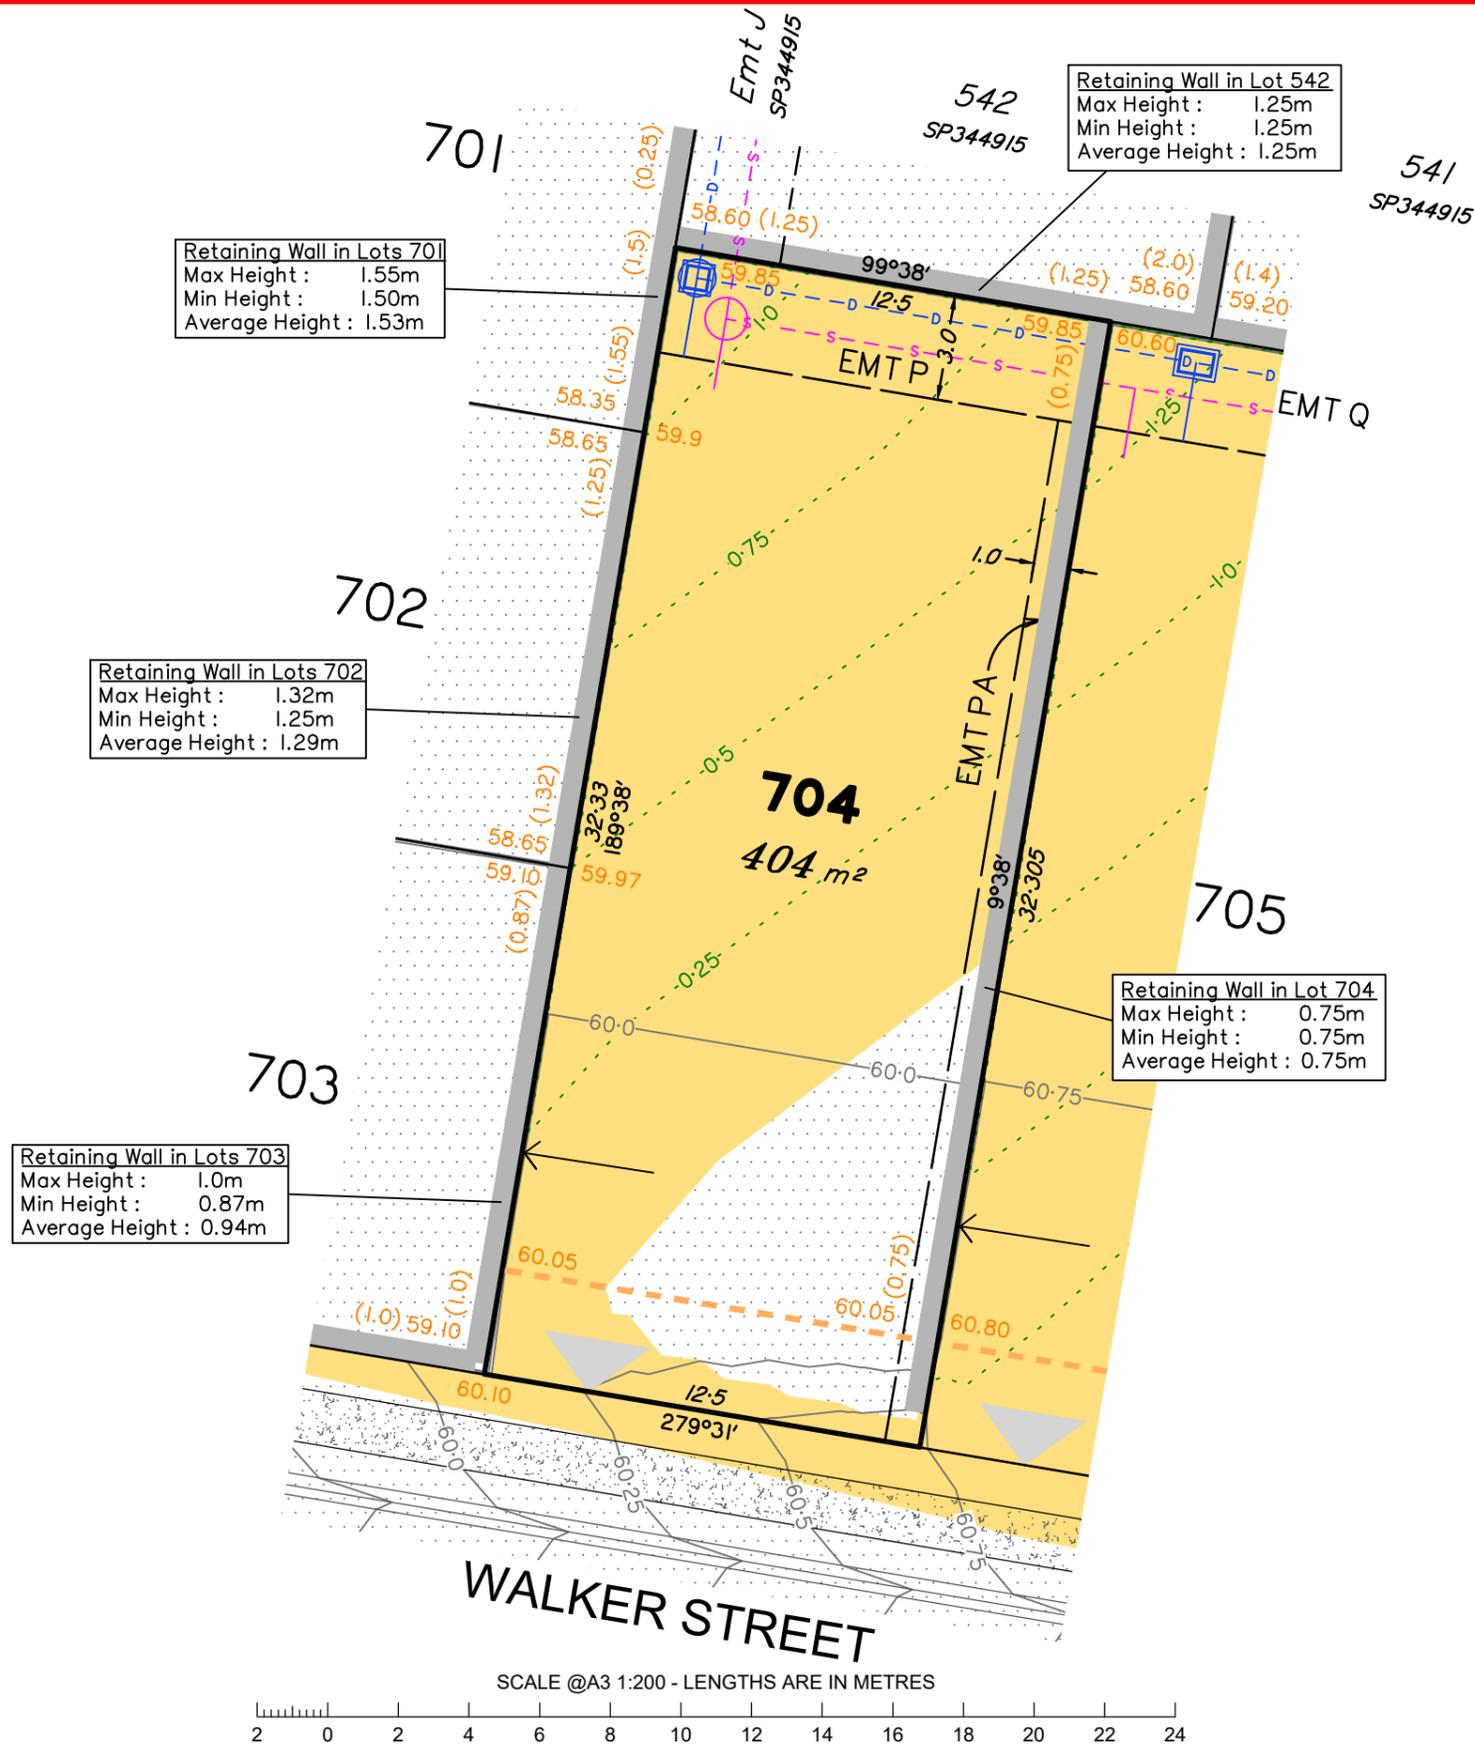 Emt J
SP344915
542
SP344915
Retaining Wall in Lot 542
Max Height : 1.25m
Min Height : 1.25m
Average Height : 1.25m
541
SP344915
701
(0.25)
D
S
58.60 (1.25)
S
Retaining Wall in Lots 701
Max Height : 1.55m
Min Height : 1.50m
Average Height : 1.53m
(1.5)
59.85
99°38'
12·5
(1.25)
(2.0)
58.60
(1.4)
59.20
D
D
D
D
1·0
3.0
59.85
60.60
D
D
S
S
S
S
S
S
EMT P
(0.75)
EMT Q
1·25
(1.55)
58.35
58.65
59.9
(1.25)
0·75
1.0
1·0
702
Retaining Wall in Lots 702
Max Height : 1.32m
Min Height : 1.25m
Average Height : 1.29m
EMT PA
0·5
704
404 m²
(1.32)
32·33
189°38'
58.65
59.10
59.97
(0.87)
9°38'
32·305
705
0·25
Retaining Wall in Lot 704
Max Height : 0.75m
Min Height : 0.75m
Average Height : 0.75m
60·0
60·0
60·75
703
Retaining Wall in Lots 703
Max Height : 1.0m
Min Height : 0.87m
Average Height : 0.94m
60.05
(0.75)
60.05
60.80
(1.0) 59.10
(1.0)
60.10
12·5
279°31'
60·0
60·25
60·5
60·75
WALKER STREET
SCALE @A3 1:200 - LENGTHS ARE IN METRES
2 0 2 4 6 8 10 12 14 16 18 20 22 24